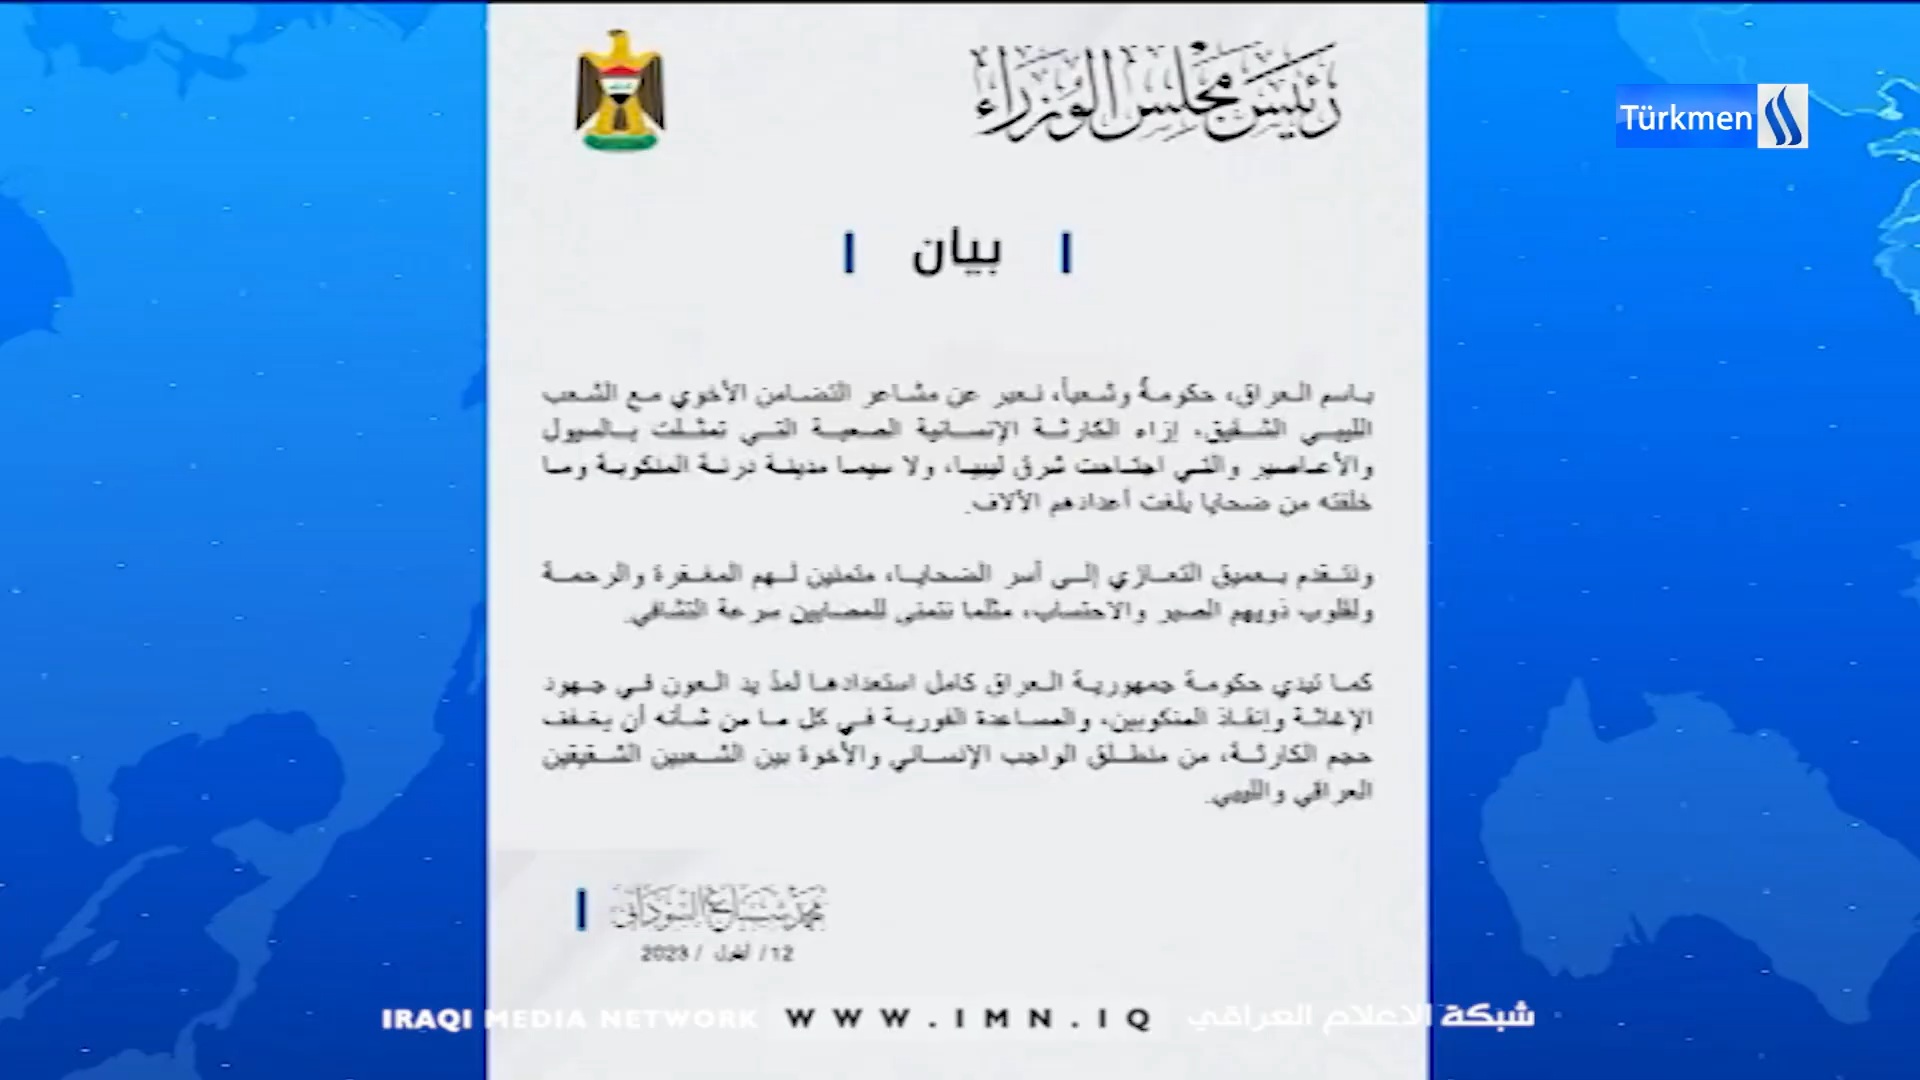 رئيس مجلس الوزراء
Türkmen
بيان
باسم العراق، حكومةً وشعباً، نعبر عن مشاعر التضامن الأخوي مع الشعب
الليبي الشقيق، إزاء الكارثة الإنسانية الصعبة التي تمثلت بالسيول
والأعاصير والتي اجتاحت شرق ليبيا، ولا سيما مدينة درنة المنكوبة وما
خلفته من ضحايا بلغت أعدادهم الآلاف.
ونتقدم بعميق التعازي إلى أسر الضحايا، متمنين لهم المغفرة والرحمة
ولقلوب ذويهم الصبر والاحتساب، مثلما نتمنى للمصابين سرعة التشافي.
كما تبدي حكومة جمهورية العراق كامل استعدادها لمدّ يد العون في جهود
الإغاثة وإنقاذ المنكوبين، والمساعدة الفورية في كل ما من شأنه أن يخفف
حجم الكارثة، من منطلق الواجب الإنساني والأخوة بين الشعبين الشقيقين
العراقي والليبي.
محمد شياع السوداني
12/ أيلول / 2023
IRAQI MEDIA NETWORK WWW.IMN.IQ شبكة الاعلام العراقي